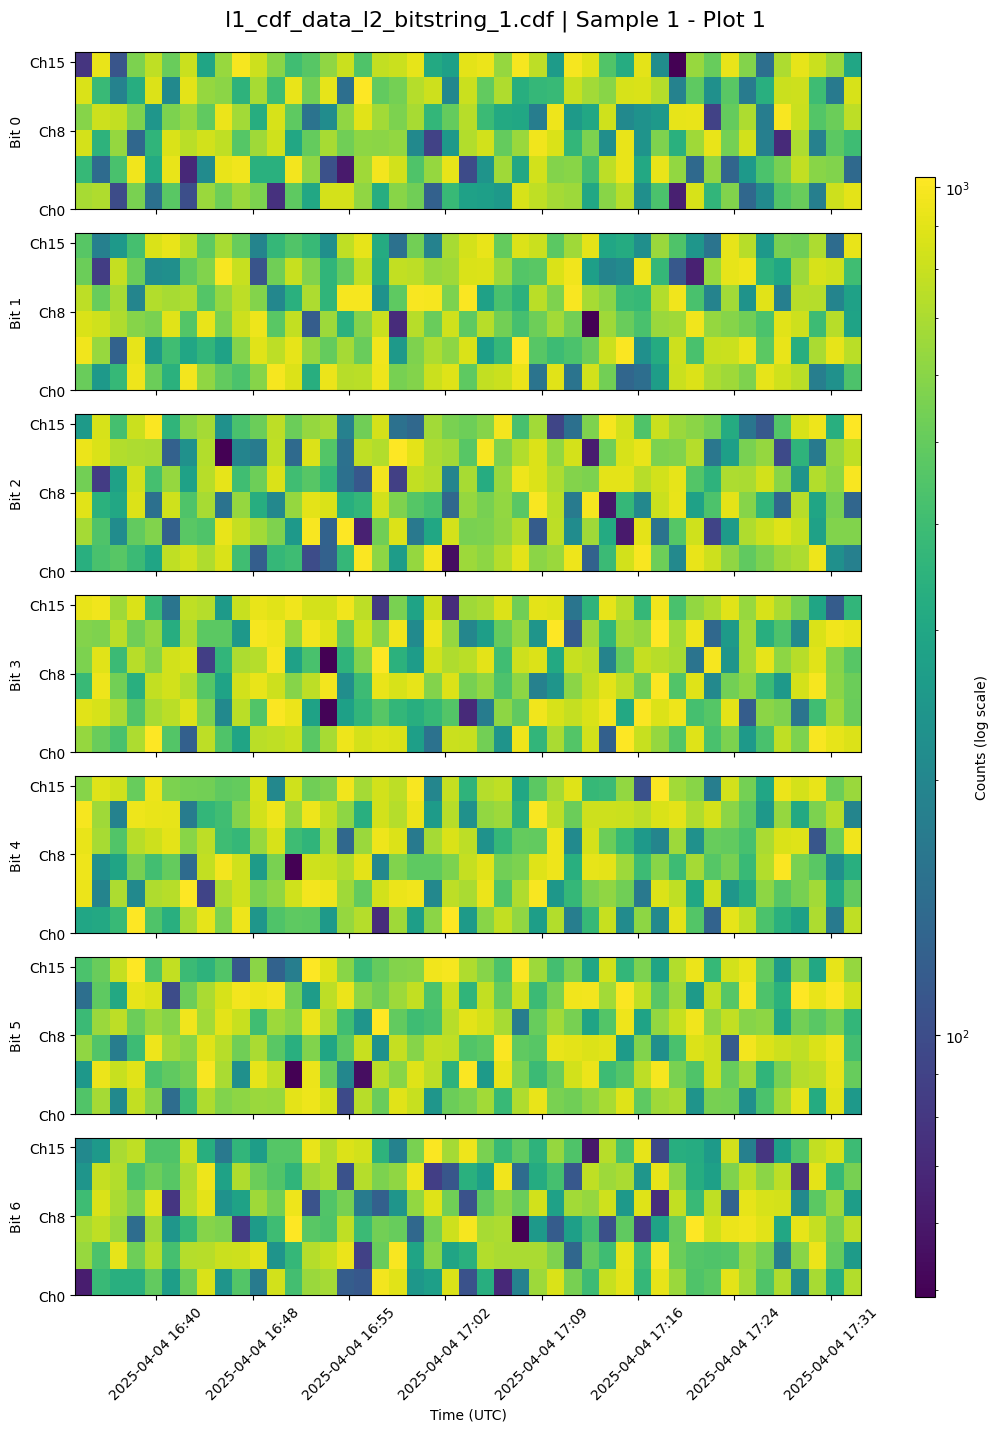 l1_cdf_data_l2_bitstring_1.cdf | Sample 1 - Plot 1
Bit 0
Ch15
Ch8
Ch0
Bit 1
Ch15
Ch8
Ch0
Bit 2
Ch15
Ch8
Ch0
Bit 3
Ch15
Ch8
Ch0
Bit 4
Ch15
Ch8
Ch0
Bit 5
Ch15
Ch8
Ch0
Bit 6
Ch15
Ch8
Ch0
2025-04-04 16:40
2025-04-04 16:48
2025-04-04 16:55
2025-04-04 17:02
2025-04-04 17:09
2025-04-04 17:16
2025-04-04 17:24
2025-04-04 17:31
Time (UTC)
10³
10²
Counts (log scale)